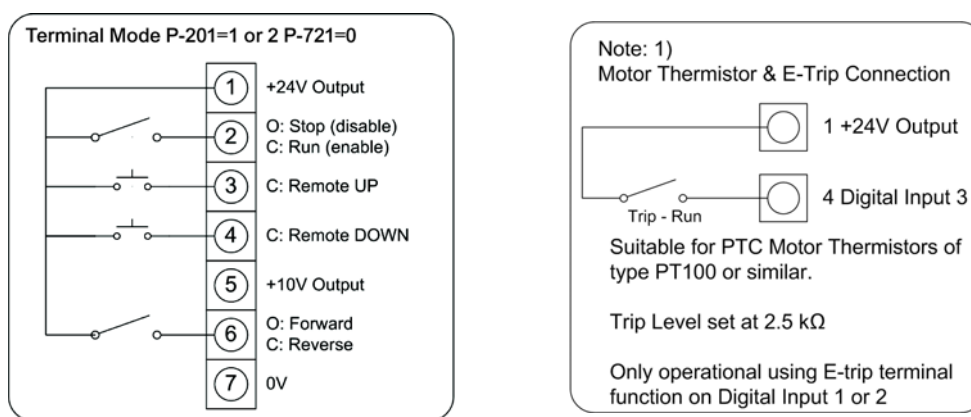 Terminal Mode P-201=1 or 2 P-721=0
1 +24V Output
2 O: Stop (disable)
C: Run (enable)
3 C: Remote UP
4 C: Remote DOWN
5 +10V Output
6 O: Forward
C: Reverse
7 0V
Note: 1)
Motor Thermistor & E-Trip Connection
1 +24V Output
4 Digital Input 3
Trip - Run
Suitable for PTC Motor Thermistors of
type PT100 or similar.
Trip Level set at 2.5 kΩ
Only operational using E-trip terminal
function on Digital Input 1 or 2